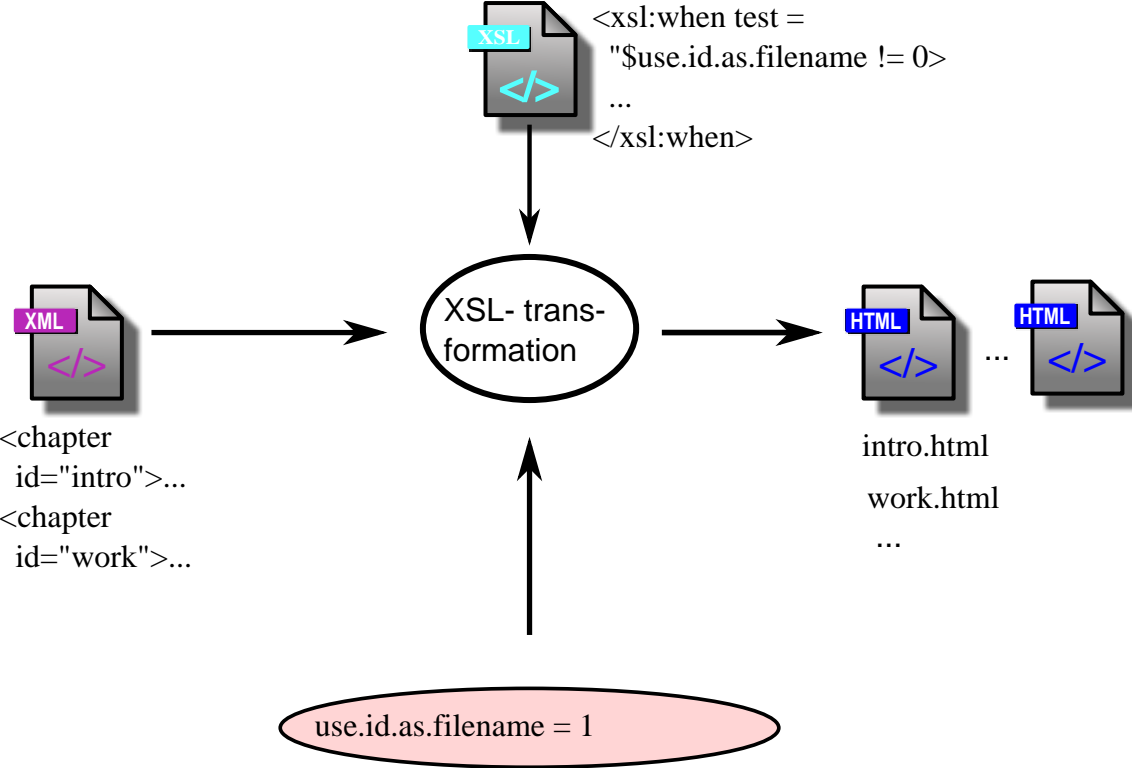 XSL
</>
<xsl:when test =
"$use.id.as.filename != 0>
...
</xsl:when>
XML
</>
<chapter
id="intro">...
<chapter
id="work">...
XSL- trans-
formation
HTML
</>
...
HTML
</>
intro.html
work.html
...
use.id.as.filename = 1